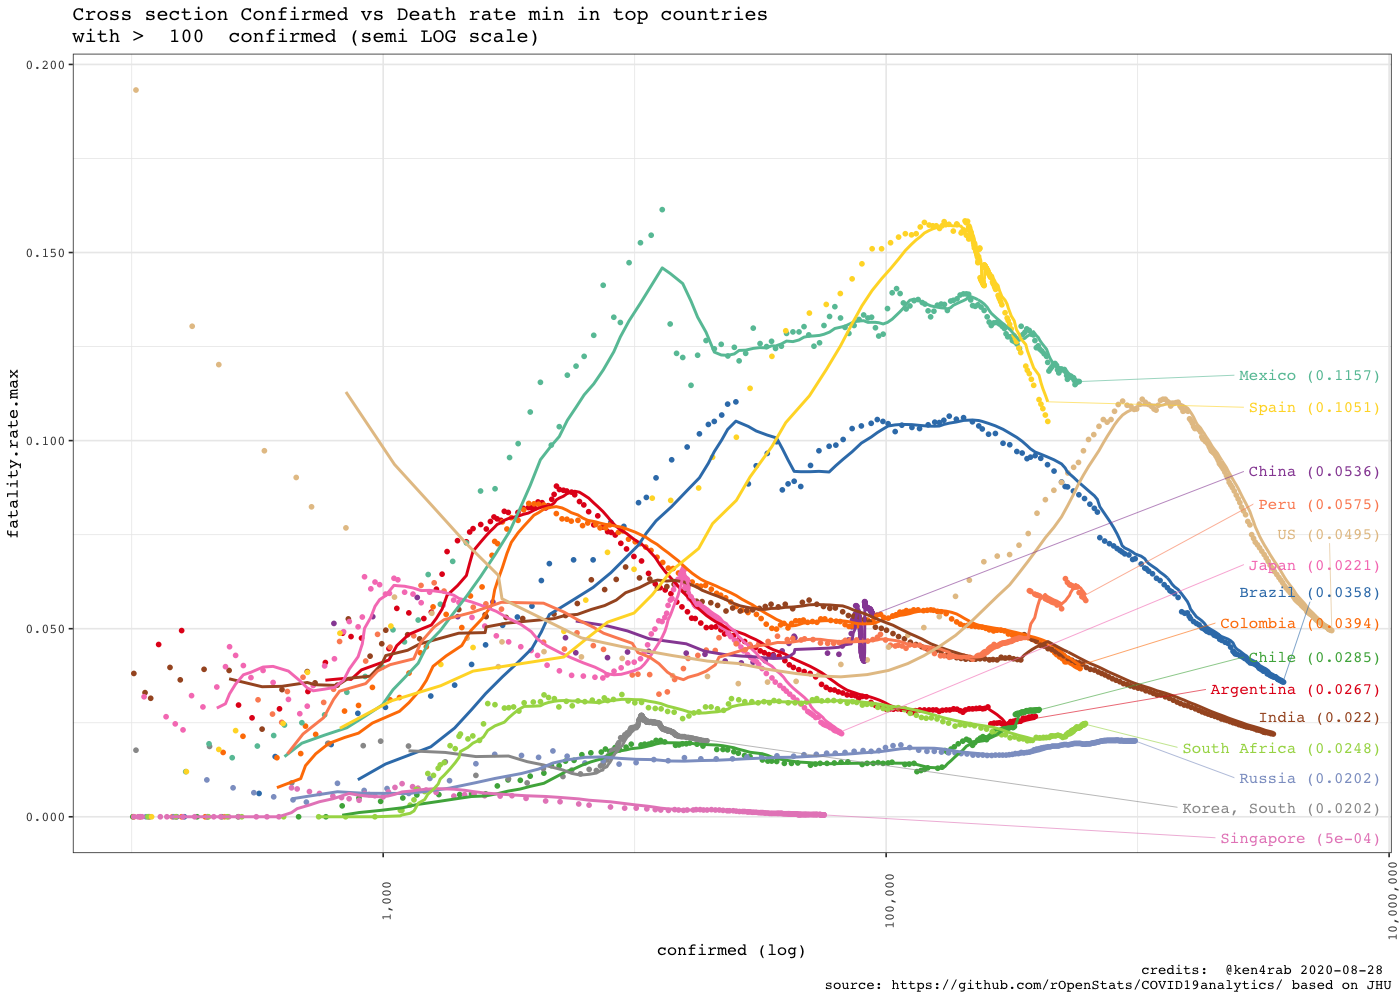 Cross section Confirmed vs Death rate min in top countries
with >  100  confirmed (semi LOG scale)
fatality.rate.max
0.200
0.150
0.100
0.050
0.000
Mexico (0.1157)
Spain (0.1051)
China (0.0536)
Peru (0.0575)
US (0.0495)
Japan (0.0221)
Brazil (0.0358)
Colombia (0.0394)
Chile (0.0285)
Argentina (0.0267)
India (0.022)
South Africa (0.0248)
Russia (0.0202)
Korea, South (0.0202)
Singapore (5e-04)
1,000
100,000
10,000,000
confirmed (log)
credits:  @ken4rab 2020-08-28
source: https://github.com/rOpenStats/COVID19analytics/ based on JHU